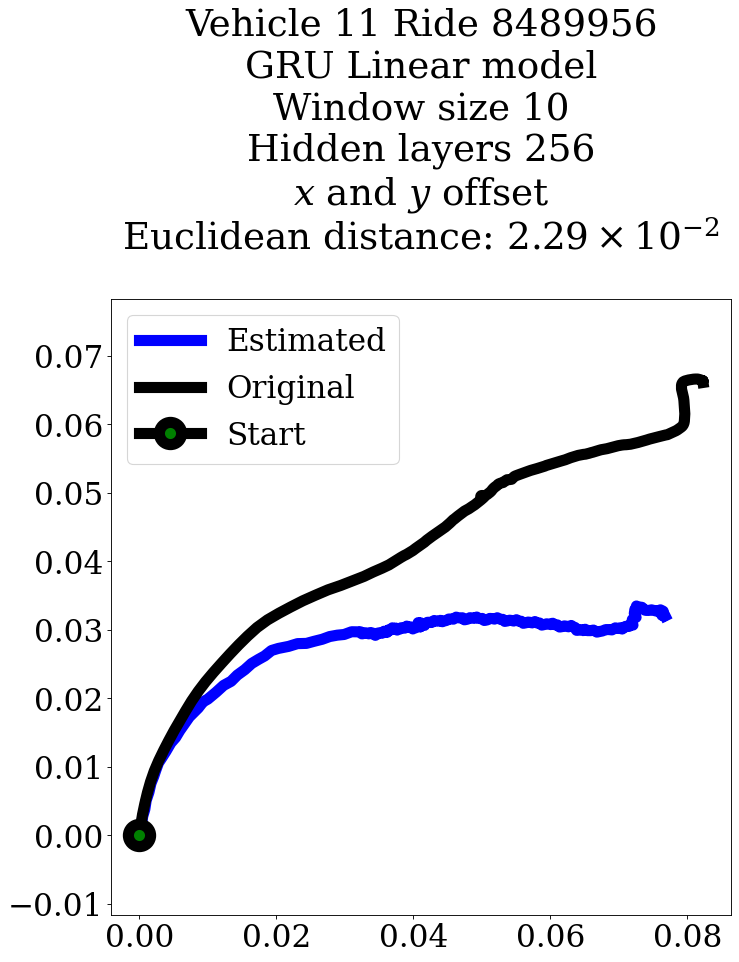 Vehicle 11 Ride 8489956
GRU Linear model
Window size 10
Hidden layers 256
x and y offset
Euclidean distance: 2.29 × 10⁻²
Estimated
Original
Start
0.07
0.06
0.05
0.04
0.03
0.02
0.01
0.00
−0.01
0.00 0.02 0.04 0.06 0.08